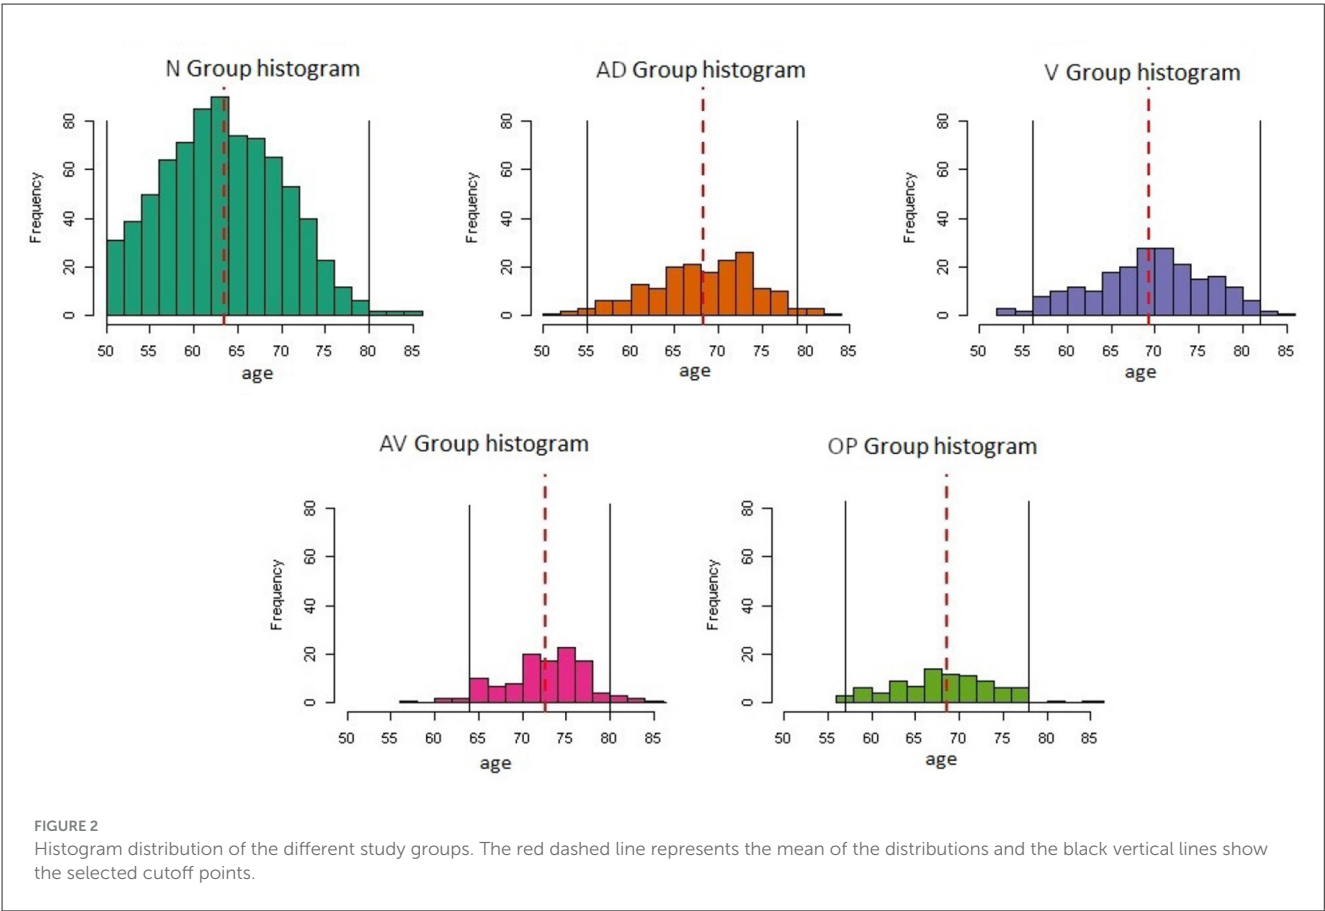 N Group histogram
AD Group histogram
V Group histogram
Frequency
0 20 40 60 80
50 55 60 65 70 75 80 85
age
Frequency
0 20 40 60 80
50 55 60 65 70 75 80 85
age
Frequency
0 20 40 60 80
50 55 60 65 70 75 80 85
age
AV Group histogram
OP Group histogram
Frequency
0 20 40 60 80
50 55 60 65 70 75 80 85
age
Frequency
0 20 40 60 80
50 55 60 65 70 75 80 85
age
FIGURE 2
Histogram distribution of the different study groups. The red dashed line represents the mean of the distributions and the black vertical lines show
the selected cutoff points.